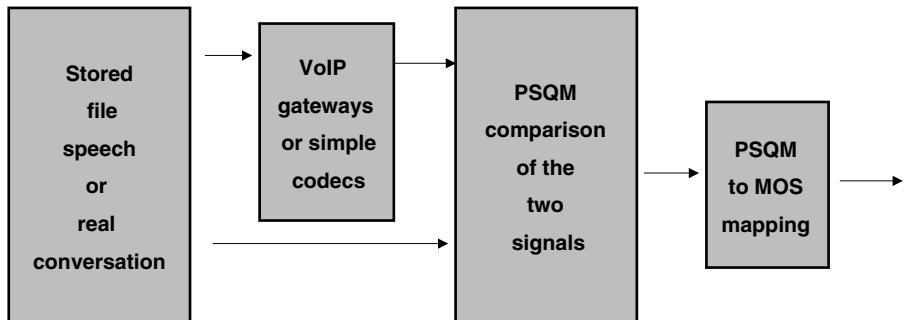 Stored
file
speech
or
real
conversation
VoIP
gateways
or simple
codecs
PSQM
comparison
of the
two
signals
PSQM
to MOS
mapping